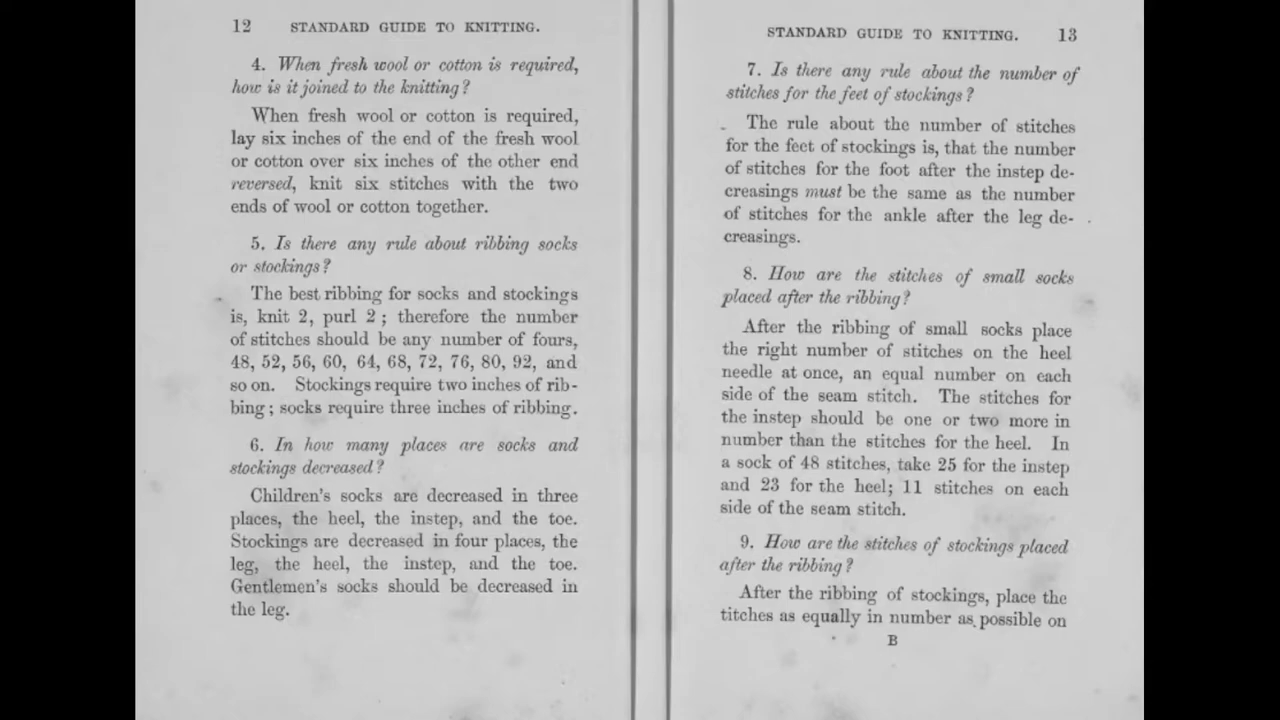 12 STANDARD GUIDE TO KNITTING.
4. When fresh wool or cotton is required,
how is it joined to the knitting?
When fresh wool or cotton is required,
lay six inches of the end of the fresh wool
or cotton over six inches of the other end
reversed, knit six stitches with the two
ends of wool or cotton together.
5. Is there any rule about ribbing socks
or stockings?
The best ribbing for socks and stockings
is, knit 2, purl 2; therefore the number
of stitches should be any number of fours,
48, 52, 56, 60, 64, 68, 72, 76, 80, 92, and
so on. Stockings require two inches of rib-
bing; socks require three inches of ribbing.
6. In how many places are socks and
stockings decreased?
Children's socks are decreased in three
places, the heel, the instep, and the toe.
Stockings are decreased in four places, the
leg, the heel, the instep, and the toe.
Gentlemen's socks should be decreased in
the leg.
STANDARD GUIDE TO KNITTING. 13
7. Is there any rule about the number of
stitches for the feet of stockings?
The rule about the number of stitches
for the feet of stockings is, that the number
of stitches for the foot after the instep de-
creasings must be the same as the number
of stitches for the ankle after the leg de-
creasings.
8. How are the stitches of small socks
placed after the ribbing?
After the ribbing of small socks place
the right number of stitches on the heel
needle at once, an equal number on each
side of the seam stitch. The stitches for
the instep should be one or two more in
number than the stitches for the heel. In
a sock of 48 stitches, take 25 for the instep
and 23 for the heel; 11 stitches on each
side of the seam stitch.
9. How are the stitches of stockings placed
after the ribbing?
After the ribbing of stockings, place the
titches as equally in number as possible on
B